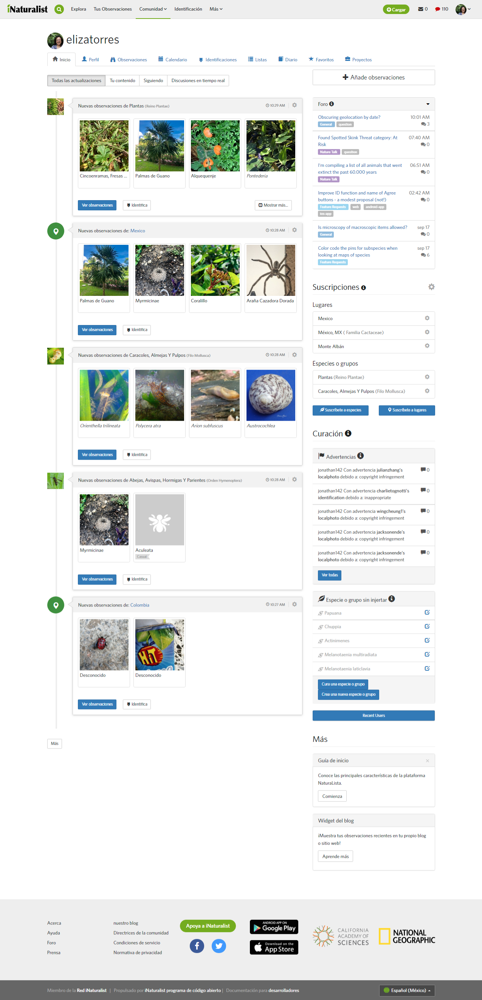 iNaturalist
Explora
Tus Observaciones
Comunidad
Identificación
Más
Cargar
0
110
elizatorres
Inicio
Perfil
Observaciones
Calendario
Identificaciones
Listas
Diario
Favoritos
Proyectos
Todas las actualizaciones
Tu contenido
Siguiendo
Discusiones en tiempo real
Nuevas observaciones de Plantas (Reino Plantae)
10:29 AM
Cincoenramas, Fresas ...
Palmas de Guano
Alquequenje
Pontederia
Ver observaciones
Identifica
Mostrar más...
Nuevas observaciones de: Mexico
10:28 AM
Palmas de Guano
Myrmicinae
Coralillo
Araña Cazadora Dorada
Ver observaciones
Identifica
Nuevas observaciones de Caracoles, Almejas Y Pulpos (Filo Mollusca)
10:28 AM
Orienthella trilineata
Polycera atra
Arion subfuscus
Austrocochlea
Ver observaciones
Identifica
Nuevas observaciones de Abejas, Avispas, Hormigas Y Parientes (Orden Hymenoptera)
10:28 AM
Myrmicinae
Aculeata
Casual
Ver observaciones
Identifica
Nuevas observaciones de: Colombia
10:27 AM
HIT
Desconocido
Desconocido
Ver observaciones
Identifica
Más
Añade observaciones
Foro
Obscuring geolocation by date?
10:01 AM
General question
3
Found Spotted Skink Threat category: At
07:40 AM
Risk
0
Nature Talk question
I'm compiling a list of all animals that went
06:51 AM
extinct the past 60.000 years
0
Nature Talk
Improve ID function and name of Agree
02:42 AM
buttons - a modest proposal (not!)
0
Feature Requests web android-app
ios-app
Is microscopy of macroscopic items allowed?
sep 17
General
0
Color code the pins for subspecies when
sep 17
looking at maps of species
6
Feature Requests
Suscripciones
Lugares
Mexico
México, MX ( Familia Cactaceae)
Monte Albán
Especies o grupos
Plantas (Reino Plantae)
Caracoles, Almejas Y Pulpos (Filo Mollusca)
Suscríbete a especies
Suscríbete a lugares
Curación
Advertencias
jonathan142 Con advertencia julianzhang's
0
localphoto debido a: copyright infringement
jonathan142 Con advertencia charlietognotti's
0
identification debido a: inappropriate
jonathan142 Con advertencia wingcheung1's
0
localphoto debido a: copyright infringement
jonathan142 Con advertencia jacksonende's
0
localphoto debido a: copyright infringement
jonathan142 Con advertencia jacksonende's
0
localphoto debido a: copyright infringement
Ver todas
Especie o grupo sin injertar
Papuana
Chuppia
Actinimenes
Melanotaenia multiradiata
Melanotaenia laticlavia
Cura una especie o grupo
Crea una nueva especie o grupo
Recent Users
Más
Guía de inicio
×
Conoce las principales características de la plataforma
NaturaLista.
Comienza
Widget del blog
¡Muestra tus observaciones recientes en tu propio blog
o sitio web!
Aprende más
Acerca
Ayuda
Foro
Prensa
nuestro blog
Directrices de la comunidad
Condiciones de servicio
Normativa de privacidad
Apoya a iNaturalist
ANDROID APP ON
Google Play
Download on the
App Store
CALIFORNIA
ACADEMY OF
SCIENCES
NATIONAL
GEOGRAPHIC
Miembro de la Red iNaturalist | Propulsado por iNaturalist programa de código abierto | Documentación para desarrolladores
Español (México)